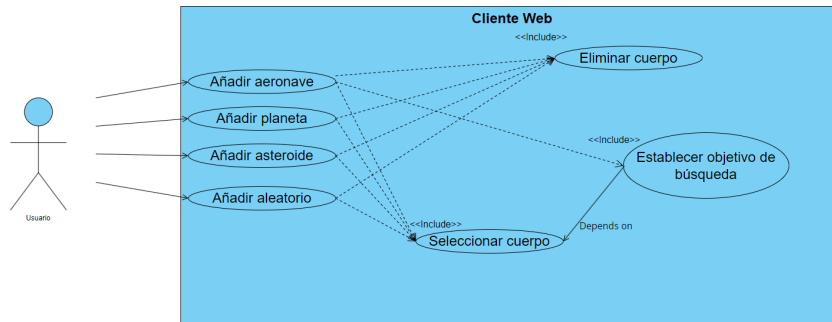 Cliente Web
<<Include>>
Eliminar cuerpo
Añadir aeronave
Añadir planeta
<<Include>>
Añadir asteroide
Establecer objetivo de
búsqueda
Añadir aleatorio
Usuario
<<Include>>
Depends on
Seleccionar cuerpo